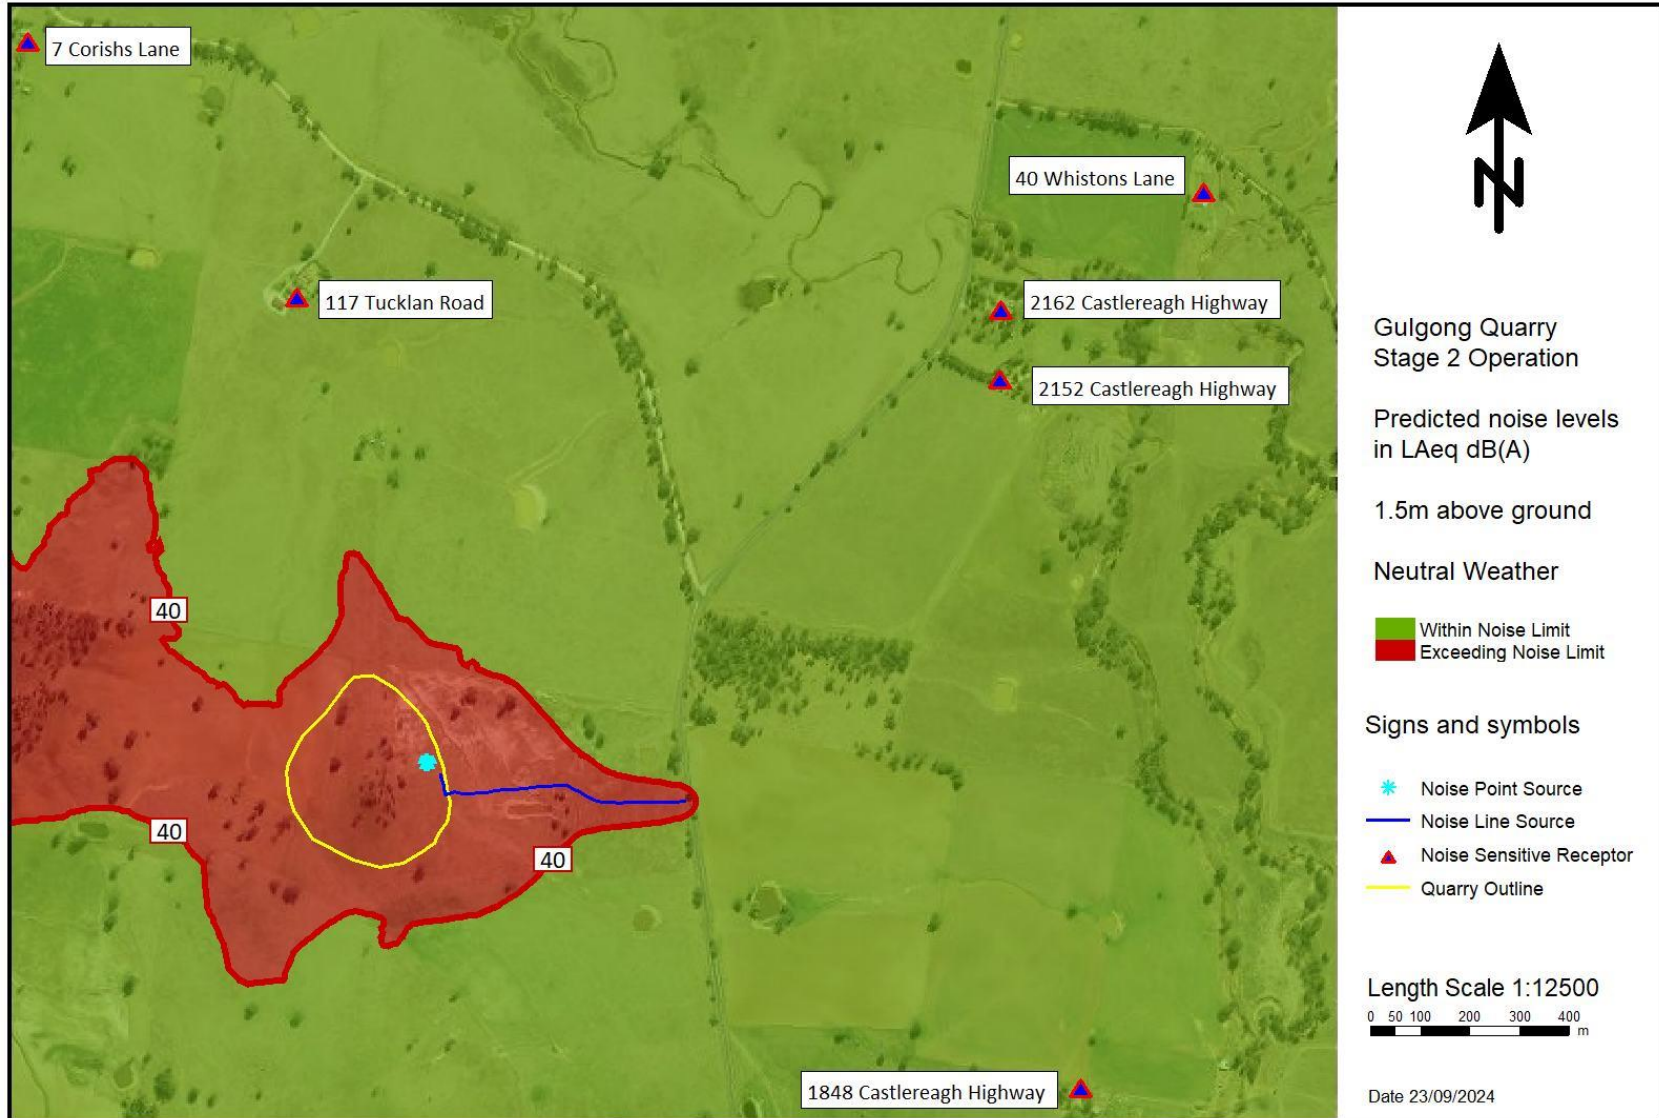 7 Corishs Lane
40 Whistons Lane
117 Tucklan Road
2162 Castlereagh Highway
2152 Castlereagh Highway
40
40
40
1848 Castlereagh Highway
N
Gulgong Quarry
Stage 2 Operation
Predicted noise levels
in LAeq dB(A)
1.5m above ground
Neutral Weather
Within Noise Limit
Exceeding Noise Limit
Signs and symbols
Noise Point Source
Noise Line Source
Noise Sensitive Receptor
Quarry Outline
Length Scale 1:12500
0 50 100 200 300 400
m
Date 23/09/2024